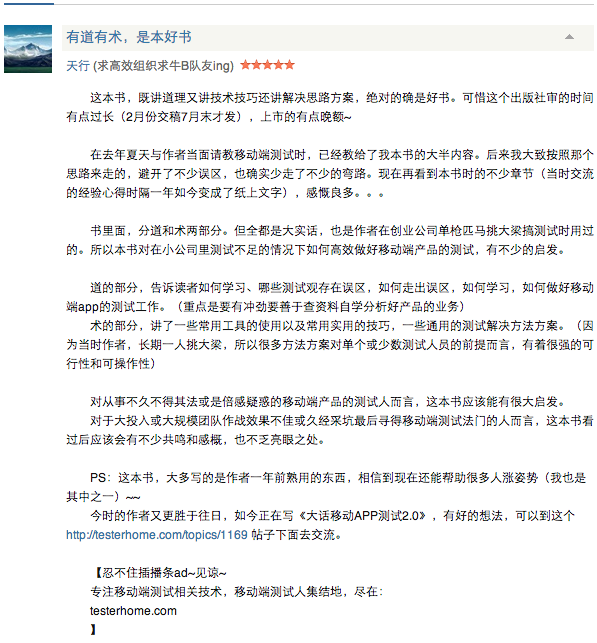 有道有术，是本好书
天行 (求高效组织求牛B队友ing)
这本书，既讲道理又讲技术技巧还讲解决思路方案，绝对的确是好书。可惜这个出版社审的时间
有点过长（2月份交稿7月末才发），上市的有点晚额~
在去年夏天与作者当面请教移动端测试时，已经教给了我本书的大半内容。后来我大致按照那个
思路来走的，避开了不少误区，也确实少走了不少的弯路。现在再看到本书时的不少章节（当时交流
的经验心得时隔一年如今变成了纸上文字），感慨良多。。。
书里面，分道和术两部分。但全都是大实话，也是作者在创业公司单枪匹马挑大梁搞测试时用过
的。所以本书对在小公司里测试不足的情况下如何高效做好移动端产品的测试，有不少的启发。
道的部分，告诉读者如何学习、哪些测试观存在误区，如何走出误区，如何学习，如何做好移动
端app的测试工作。（重点是要有冲劲要善于查资料自学分析好产品的业务）
术的部分，讲了一些常用工具的使用以及常用实用的技巧，一些通用的测试解决方法方案。（因
为当时作者，长期一人挑大梁，所以很多方法方案对单个或少数测试人员的前提而言，有着很强的可
行性和可操作性）
对从事不久不得其法或是倍感疑惑的移动端产品的测试人而言，这本书应该能有很大启发。
对于大投入或大规模团队作战效果不佳或久经采坑最后寻得移动端测试法门的人而言，这本书看
过后应该会有不少共鸣和感概，也不乏亮眼之处。
PS：这本书，大多写的是作者一年前熟用的东西，相信到现在还能帮助很多人涨姿势（我也是
其中之一）~~
今时的作者又更胜于往日，如今正在写《大话移动APP测试2.0》，有好的想法，可以到这个
http://testerhome.com/topics/1169 帖子下面去交流。
【忍不住插播条ad~见谅~
专注移动端测试相关技术，移动端测试人集结地，尽在：
testerhome.com
】